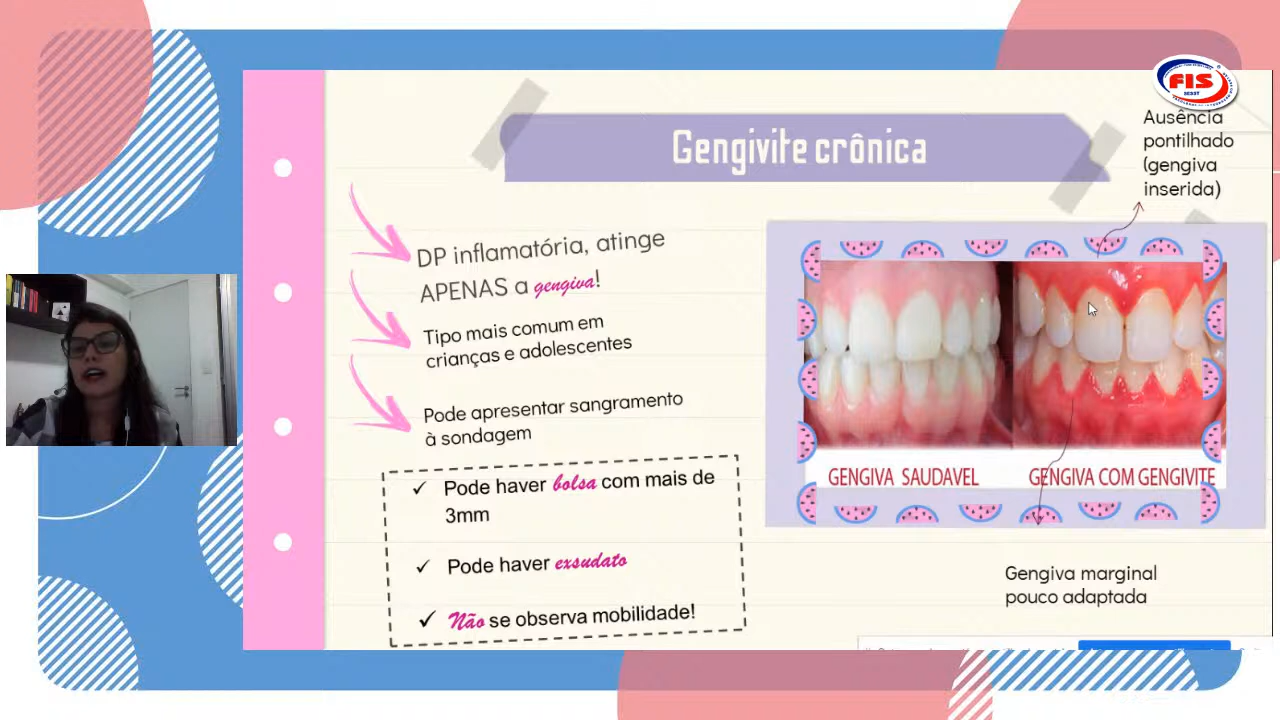 FIS
SESST
Ausência
pontilhado
(gengiva
inserida)
Gengivite crônica
DP inflamatória, atinge
APENAS a gengiva!
Tipo mais comum em
crianças e adolescentes
Pode apresentar sangramento
à sondagem
✓ Pode haver bolsa com mais de
3mm
✓ Pode haver exsudato
✓ Não se observa mobilidade!
GENGIVA SAUDAVEL
GENGIVA COM GENGIVITE
Gengiva marginal
pouco adaptada